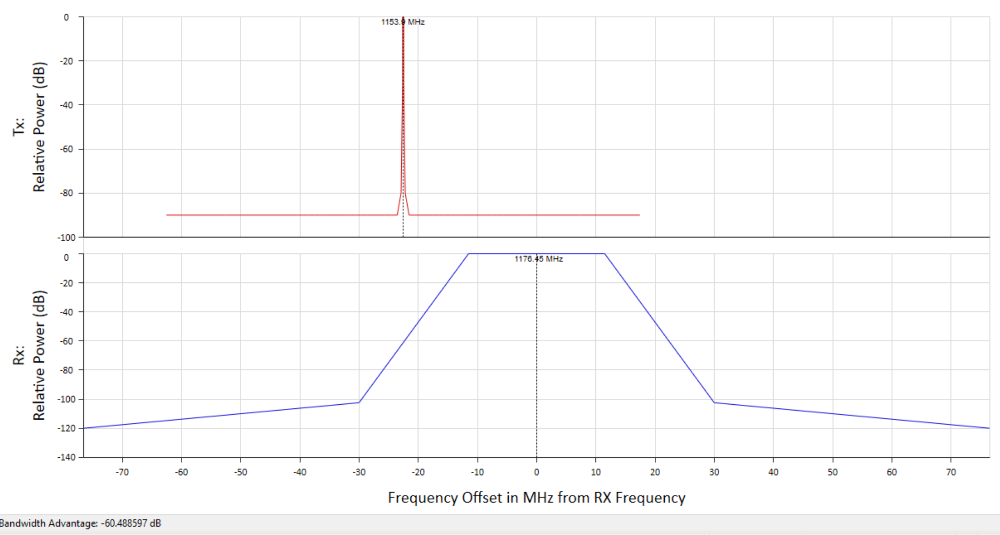 0
1153.9 MHz
-20
-40
-60
-80
-100
Tx:
Relative Power (dB)
0
1176.45 MHz
-20
-40
-60
-80
-100
-120
-140
Rx:
Relative Power (dB)
-70 -60 -50 -40 -30 -20 -10 0 10 20 30 40 50 60 70
Frequency Offset in MHz from RX Frequency
Bandwidth Advantage: -60.488597 dB